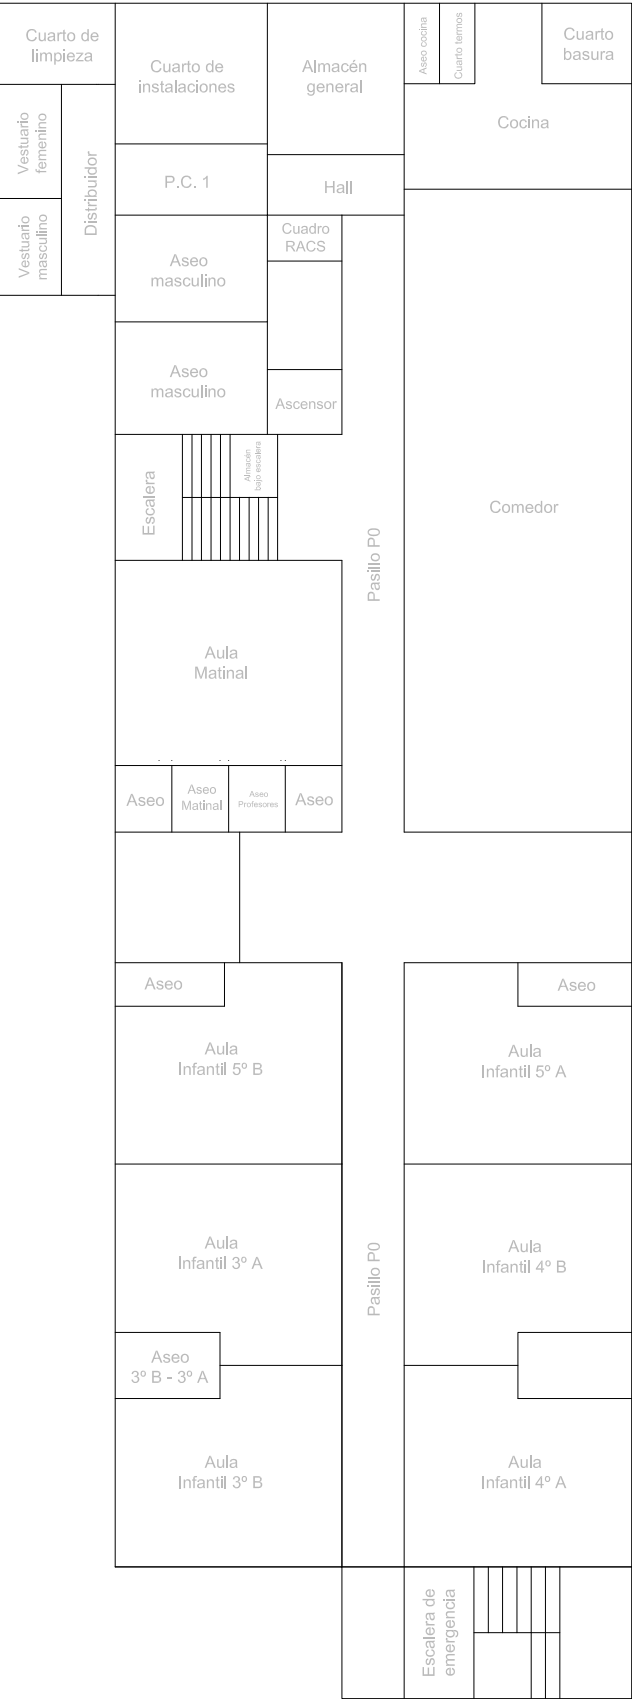 Cuarto de
limpieza
Cuarto de
instalaciones
Almacén
general
Aseo cocina
Cuarto termos
Cuarto
basura
Cocina
Vestuario
femenino
Distribuidor
P.C. 1
Hall
Vestuario
masculino
Cuadro
RACS
Aseo
masculino
Aseo
masculino
Ascensor
Escalera
Almacén
bajo escalera
Comedor
Pasillo P0
Aula
Matinal
Aseo
Aseo
Matinal
Aseo
Profesores
Aseo
Aseo
Aseo
Aula
Infantil 5º B
Aula
Infantil 5º A
Aula
Infantil 3º A
Pasillo P0
Aula
Infantil 4º B
Aseo
3º B - 3º A
Aula
Infantil 3º B
Aula
Infantil 4º A
Escalera de
emergencia